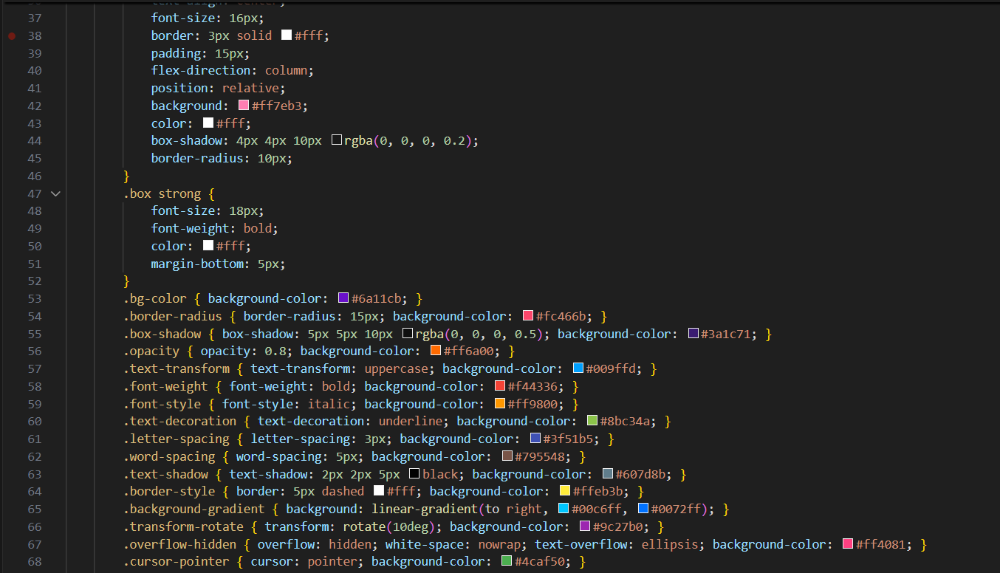 36 text-align: center;
37 font-size: 16px;
38 border: 3px solid #fff;
39 padding: 15px;
40 flex-direction: column;
41 position: relative;
42 background: #ff7eb3;
43 color: #fff;
44 box-shadow: 4px 4px 10px rgba(0, 0, 0, 0.2);
45 border-radius: 10px;
46 }
47 .box strong {
48 font-size: 18px;
49 font-weight: bold;
50 color: #fff;
51 margin-bottom: 5px;
52 }
53 .bg-color { background-color: #6a11cb; }
54 .border-radius { border-radius: 15px; background-color: #fc466b; }
55 .box-shadow { box-shadow: 5px 5px 10px rgba(0, 0, 0, 0.5); background-color: #3a1c71; }
56 .opacity { opacity: 0.8; background-color: #ff6a00; }
57 .text-transform { text-transform: uppercase; background-color: #009ffd; }
58 .font-weight { font-weight: bold; background-color: #f44336; }
59 .font-style { font-style: italic; background-color: #ff9800; }
60 .text-decoration { text-decoration: underline; background-color: #8bc34a; }
61 .letter-spacing { letter-spacing: 3px; background-color: #3f51b5; }
62 .word-spacing { word-spacing: 5px; background-color: #795548; }
63 .text-shadow { text-shadow: 2px 2px 5px black; background-color: #607d8b; }
64 .border-style { border: 5px dashed #fff; background-color: #ffeb3b; }
65 .background-gradient { background: linear-gradient(to right, #00c6ff, #0072ff); }
66 .transform-rotate { transform: rotate(10deg); background-color: #9c27b0; }
67 .overflow-hidden { overflow: hidden; white-space: nowrap; text-overflow: ellipsis; background-color: #ff4081; }
68 .cursor-pointer { cursor: pointer; background-color: #4caf50; }